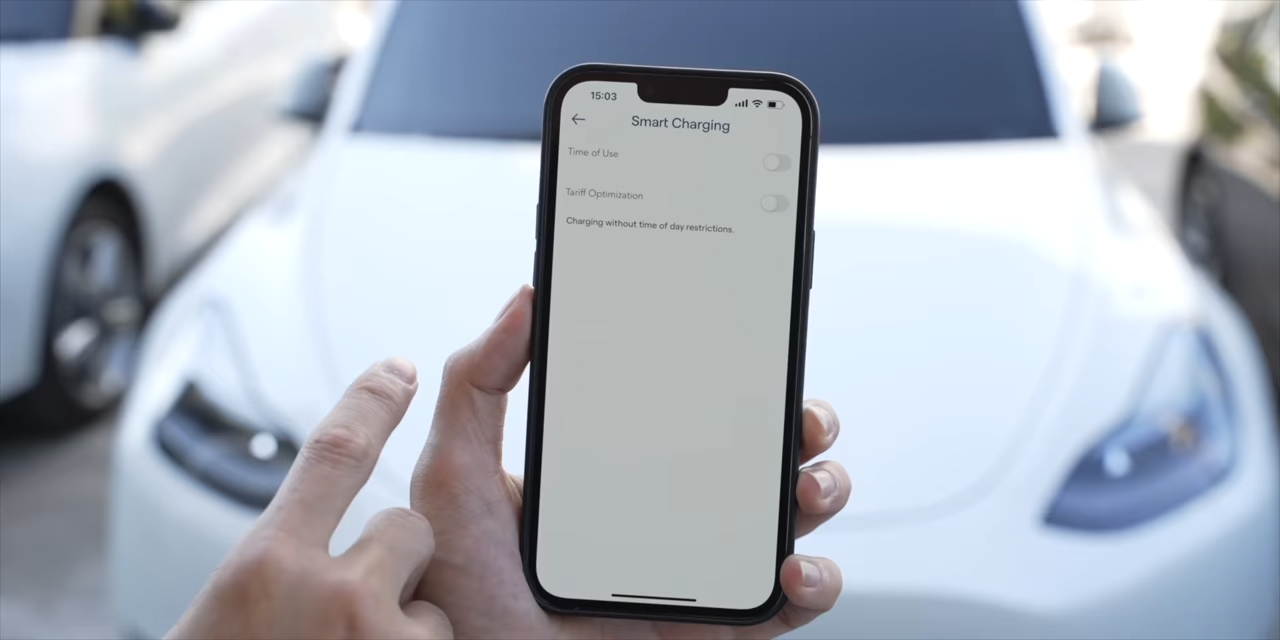 15:03
Smart Charging
Time of Use
Tariff Optimization
Charging without time of day restrictions.